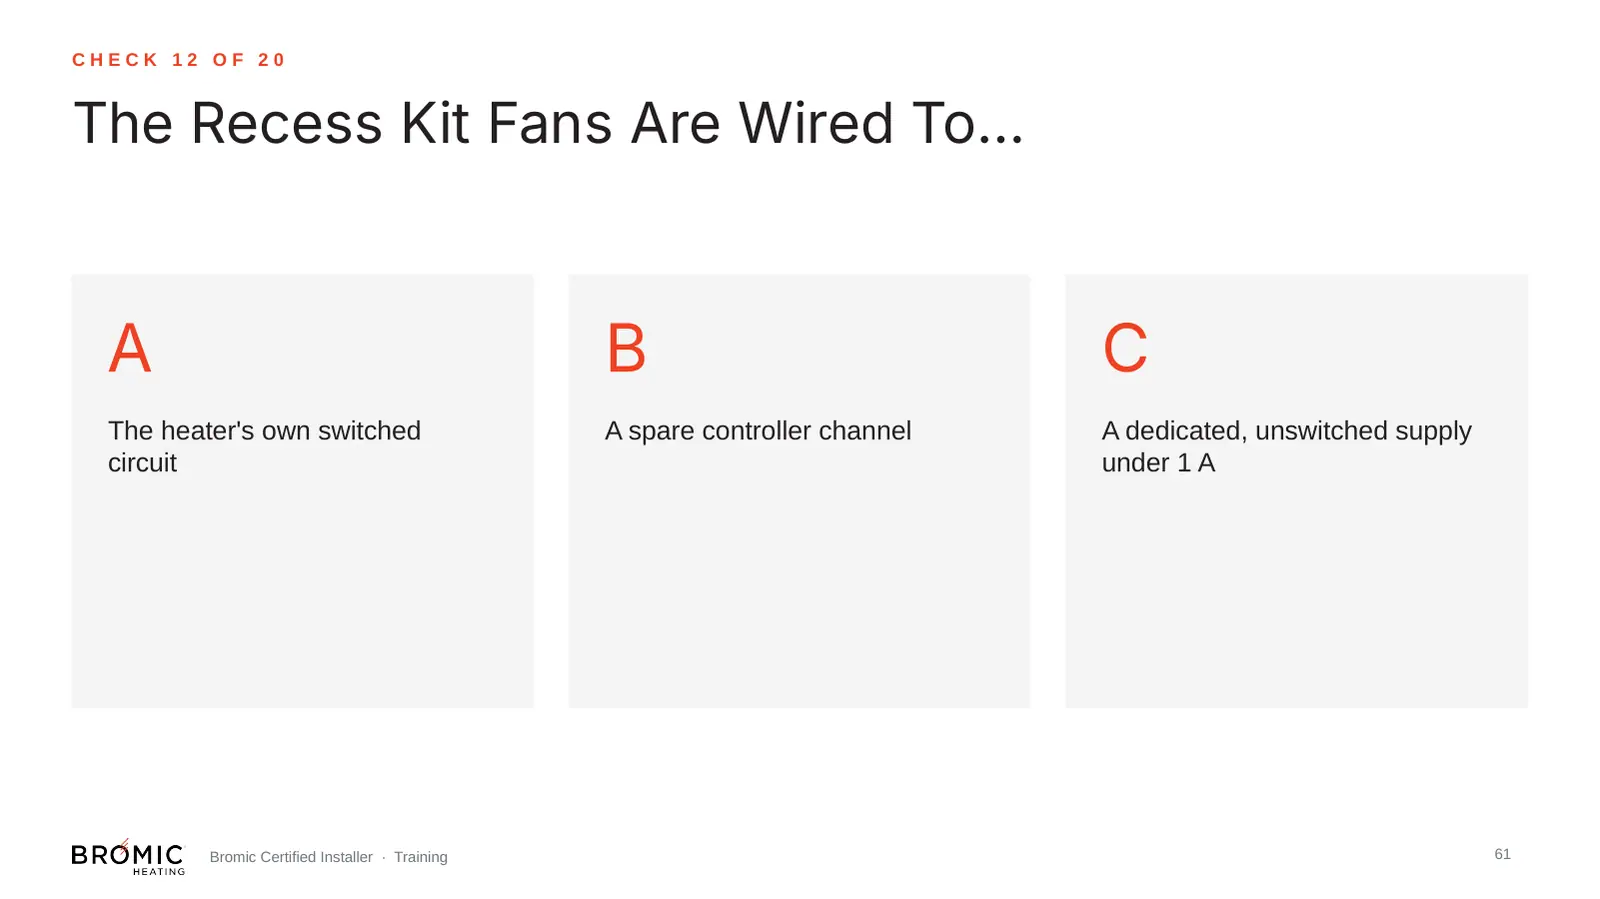 CHECK 12 OF 20
The Recess Kit Fans Are Wired To...
A
The heater's own switched
circuit
B
A spare controller channel
C
A dedicated, unswitched supply
under 1 A
BROMIC
HEATING
Bromic Certified Installer · Training
61